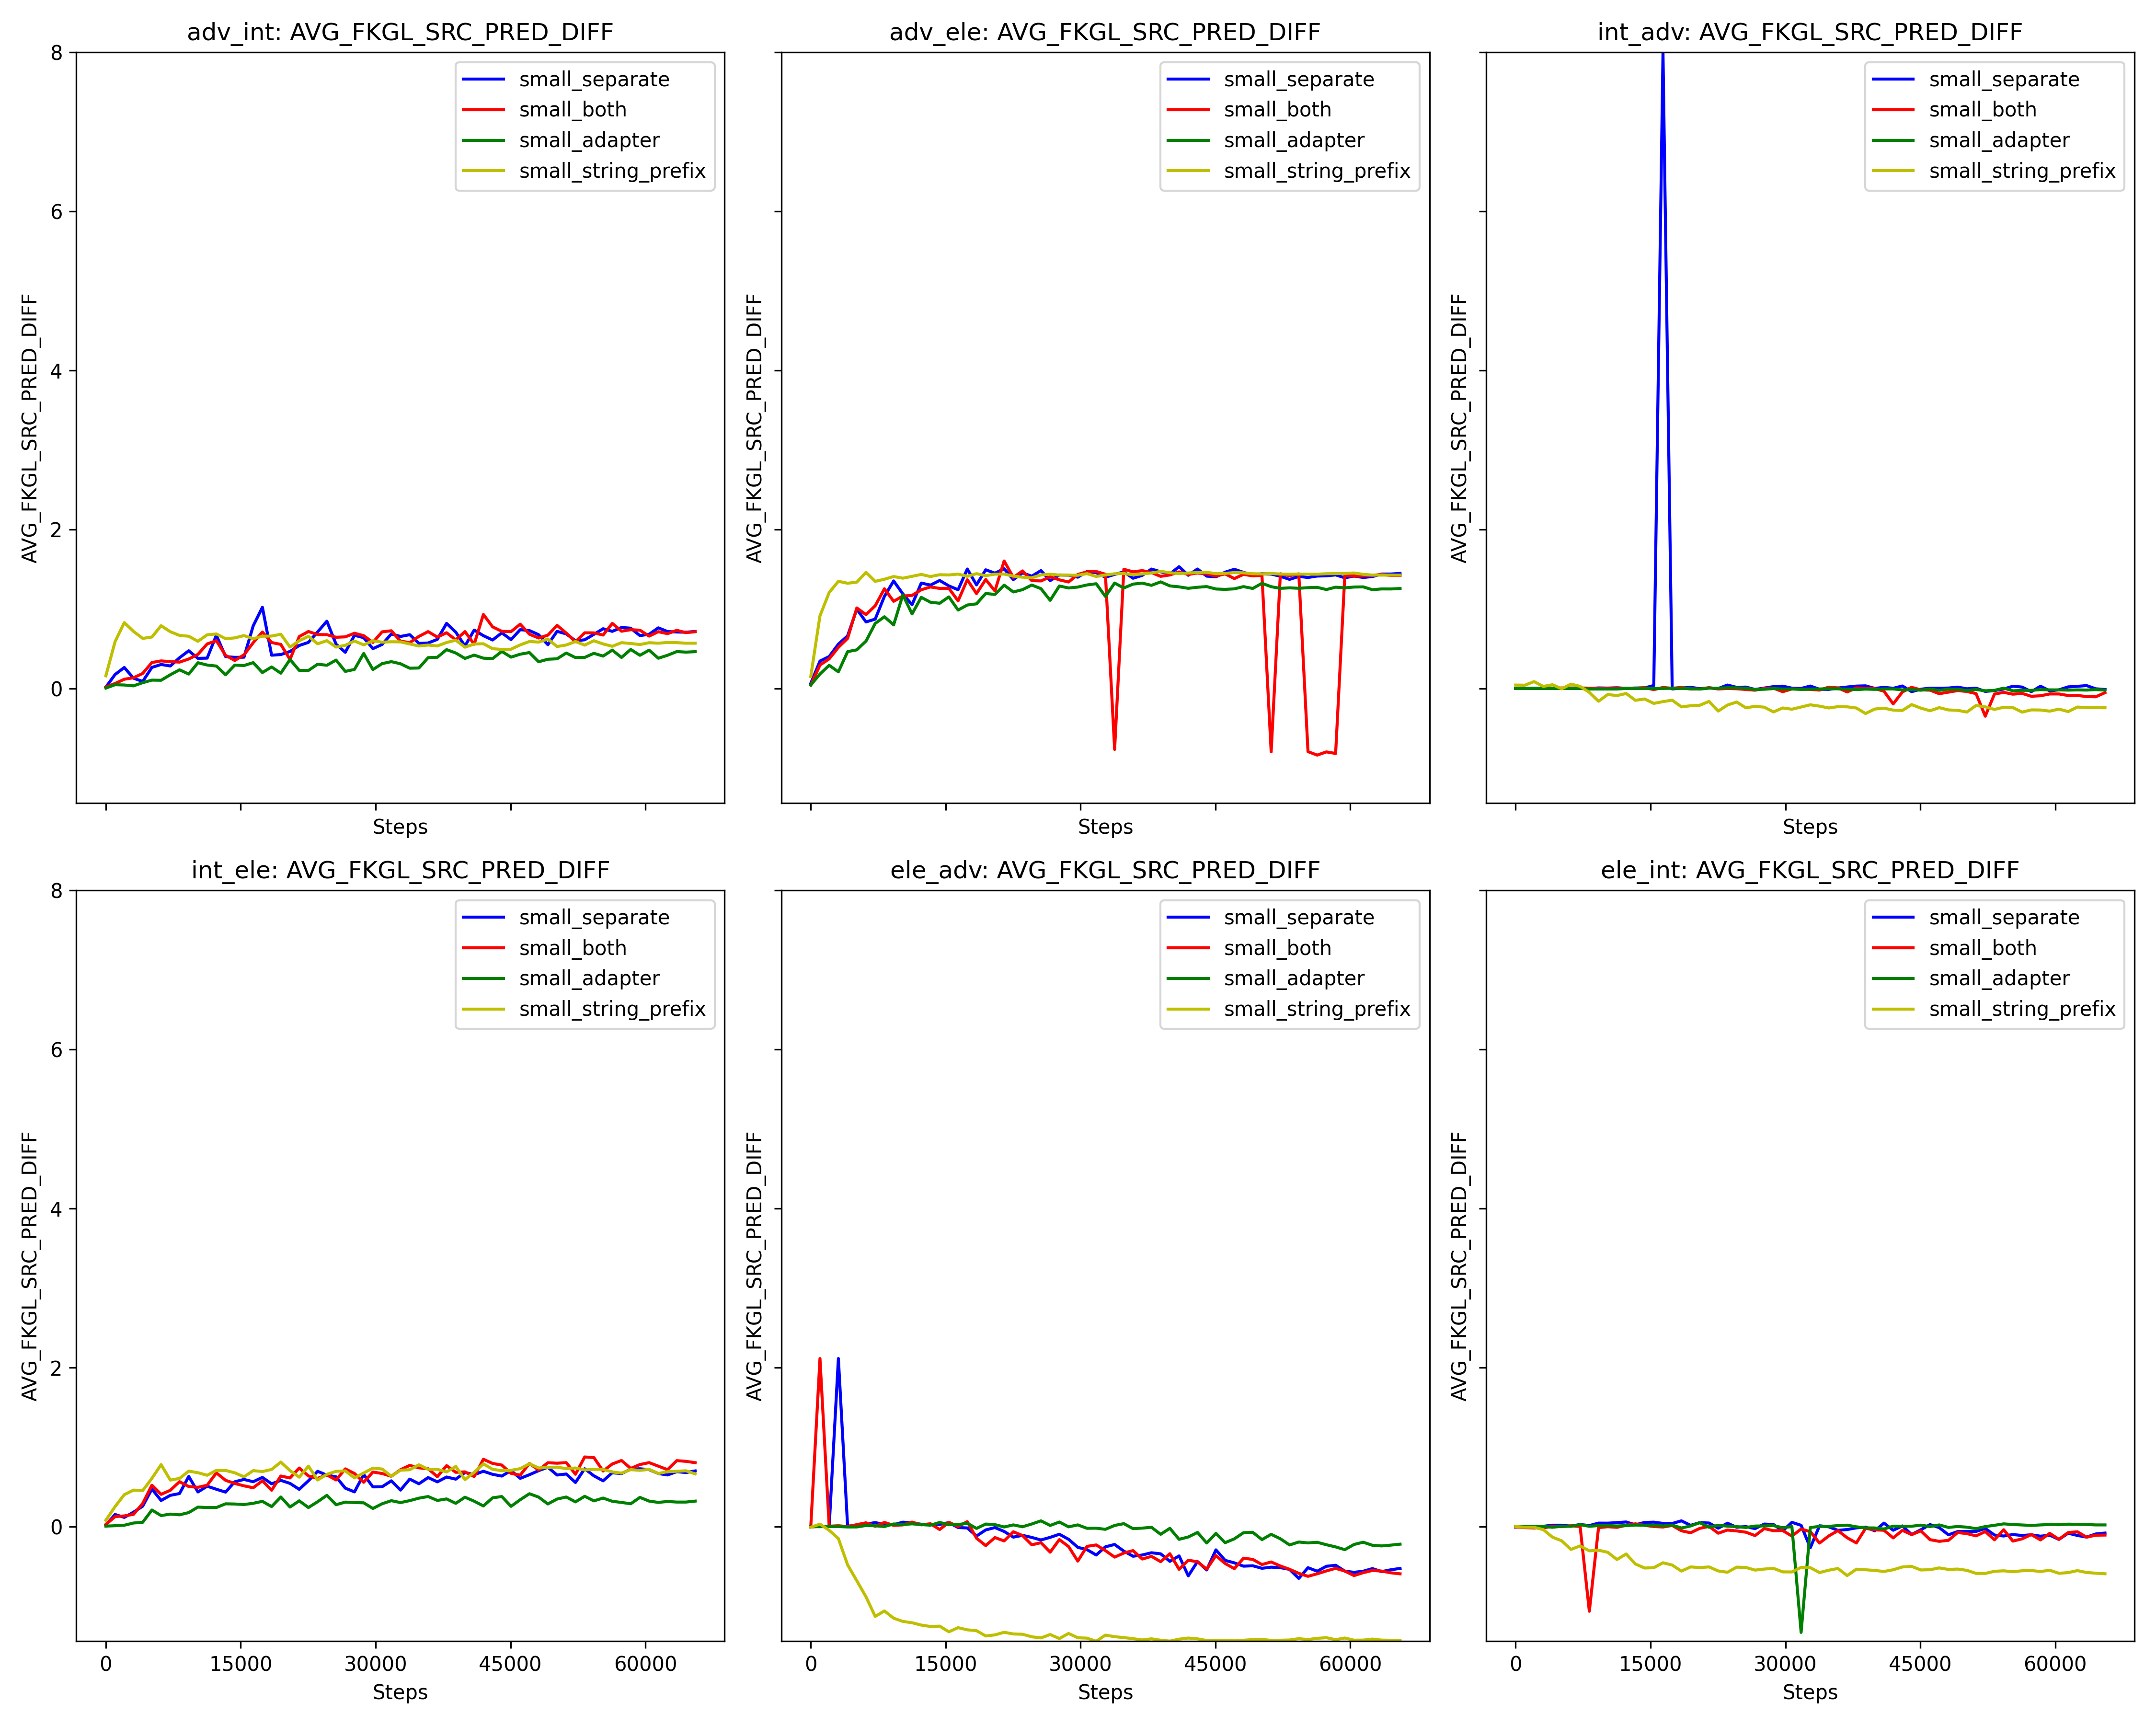 adv_int: AVG_FKGL_SRC_PRED_DIFF
AVG_FKGL_SRC_PRED_DIFF
8
6
4
2
0
small_separate
small_both
small_adapter
small_string_prefix
Steps
adv_ele: AVG_FKGL_SRC_PRED_DIFF
AVG_FKGL_SRC_PRED_DIFF
small_separate
small_both
small_adapter
small_string_prefix
Steps
int_adv: AVG_FKGL_SRC_PRED_DIFF
AVG_FKGL_SRC_PRED_DIFF
small_separate
small_both
small_adapter
small_string_prefix
Steps
int_ele: AVG_FKGL_SRC_PRED_DIFF
AVG_FKGL_SRC_PRED_DIFF
8
6
4
2
0
small_separate
small_both
small_adapter
small_string_prefix
0 15000 30000 45000 60000
Steps
ele_adv: AVG_FKGL_SRC_PRED_DIFF
AVG_FKGL_SRC_PRED_DIFF
small_separate
small_both
small_adapter
small_string_prefix
0 15000 30000 45000 60000
Steps
ele_int: AVG_FKGL_SRC_PRED_DIFF
AVG_FKGL_SRC_PRED_DIFF
small_separate
small_both
small_adapter
small_string_prefix
0 15000 30000 45000 60000
Steps